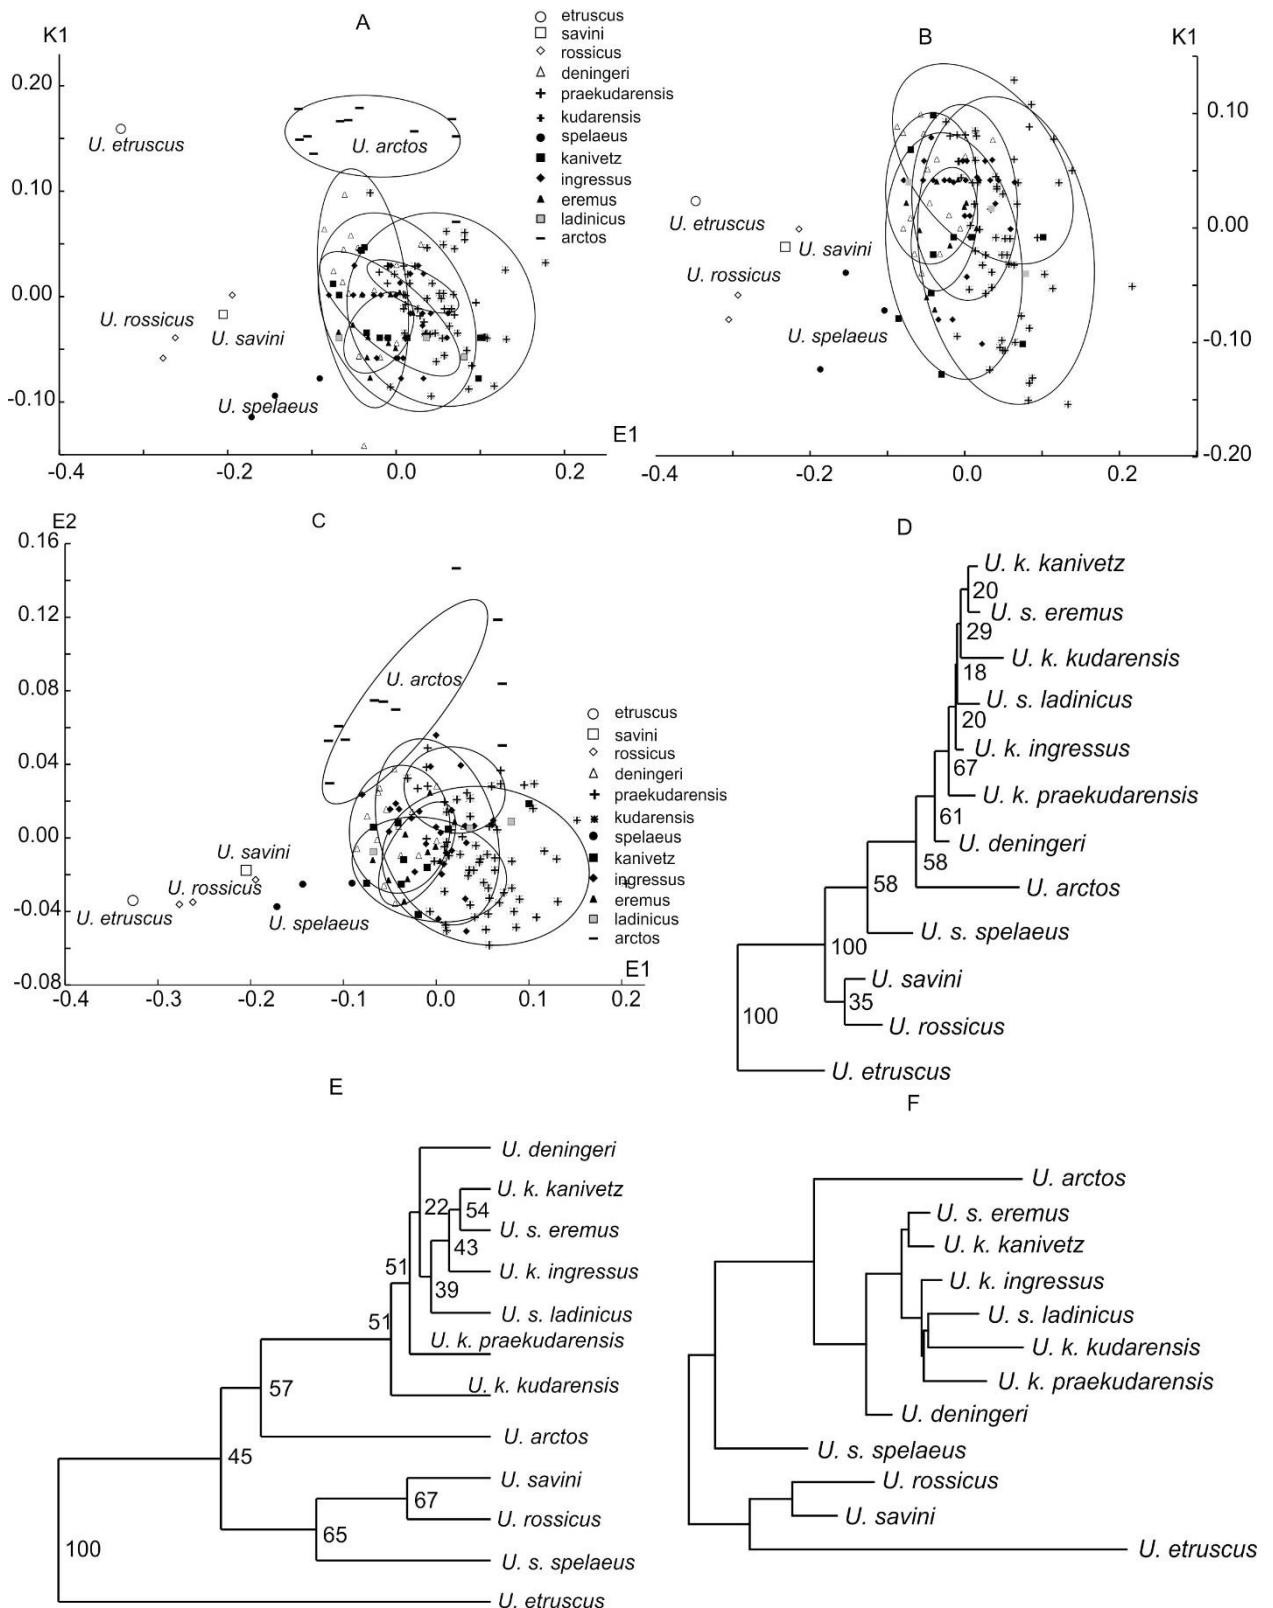 A
K1
0.20
0.10
0.00
-0.10
-0.4
-0.2
0.0
0.2
E1
U. etruscus
U. arctos
U. rossicus
U. savini
U. spelaeus
etruscus
savini
rossicus
deningeri
praekudarensis
kudarensis
spelaeus
kanivetz
ingressus
eremus
ladinicus
arctos
B
K1
0.10
0.00
-0.10
-0.20
-0.4
-0.2
0.0
0.2
U. etruscus
U. savini
U. rossicus
U. spelaeus
C
E2
0.16
0.12
0.08
0.04
0.00
-0.04
-0.08
-0.4
-0.3
-0.2
-0.1
0.0
0.1
0.2
E1
U. arctos
U. savini
U. rossicus
U. etruscus
U. spelaeus
etruscus
savini
rossicus
deningeri
praekudarensis
kudarensis
spelaeus
kanivetz
ingressus
eremus
ladinicus
arctos
D
U. k. kanivetz
20
U. s. eremus
29
U. k. kudarensis
18
U. s. ladinicus
20
U. k. ingressus
67
U. k. praekudarensis
61
U. deningeri
58
U. arctos
58
U. s. spelaeus
100
U. savini
35
U. rossicus
100
U. etruscus
E
U. deningeri
U. k. kanivetz
22
54
U. s. eremus
43
51
U. k. ingressus
39
U. s. ladinicus
51
U. k. praekudarensis
U. k. kudarensis
57
U. arctos
45
U. savini
67
U. rossicus
65
U. s. spelaeus
100
U. etruscus
F
U. arctos
U. s. eremus
U. k. kanivetz
U. k. ingressus
U. s. ladinicus
U. k. kudarensis
U. k. praekudarensis
U. deningeri
U. s. spelaeus
U. rossicus
U. savini
U. etruscus